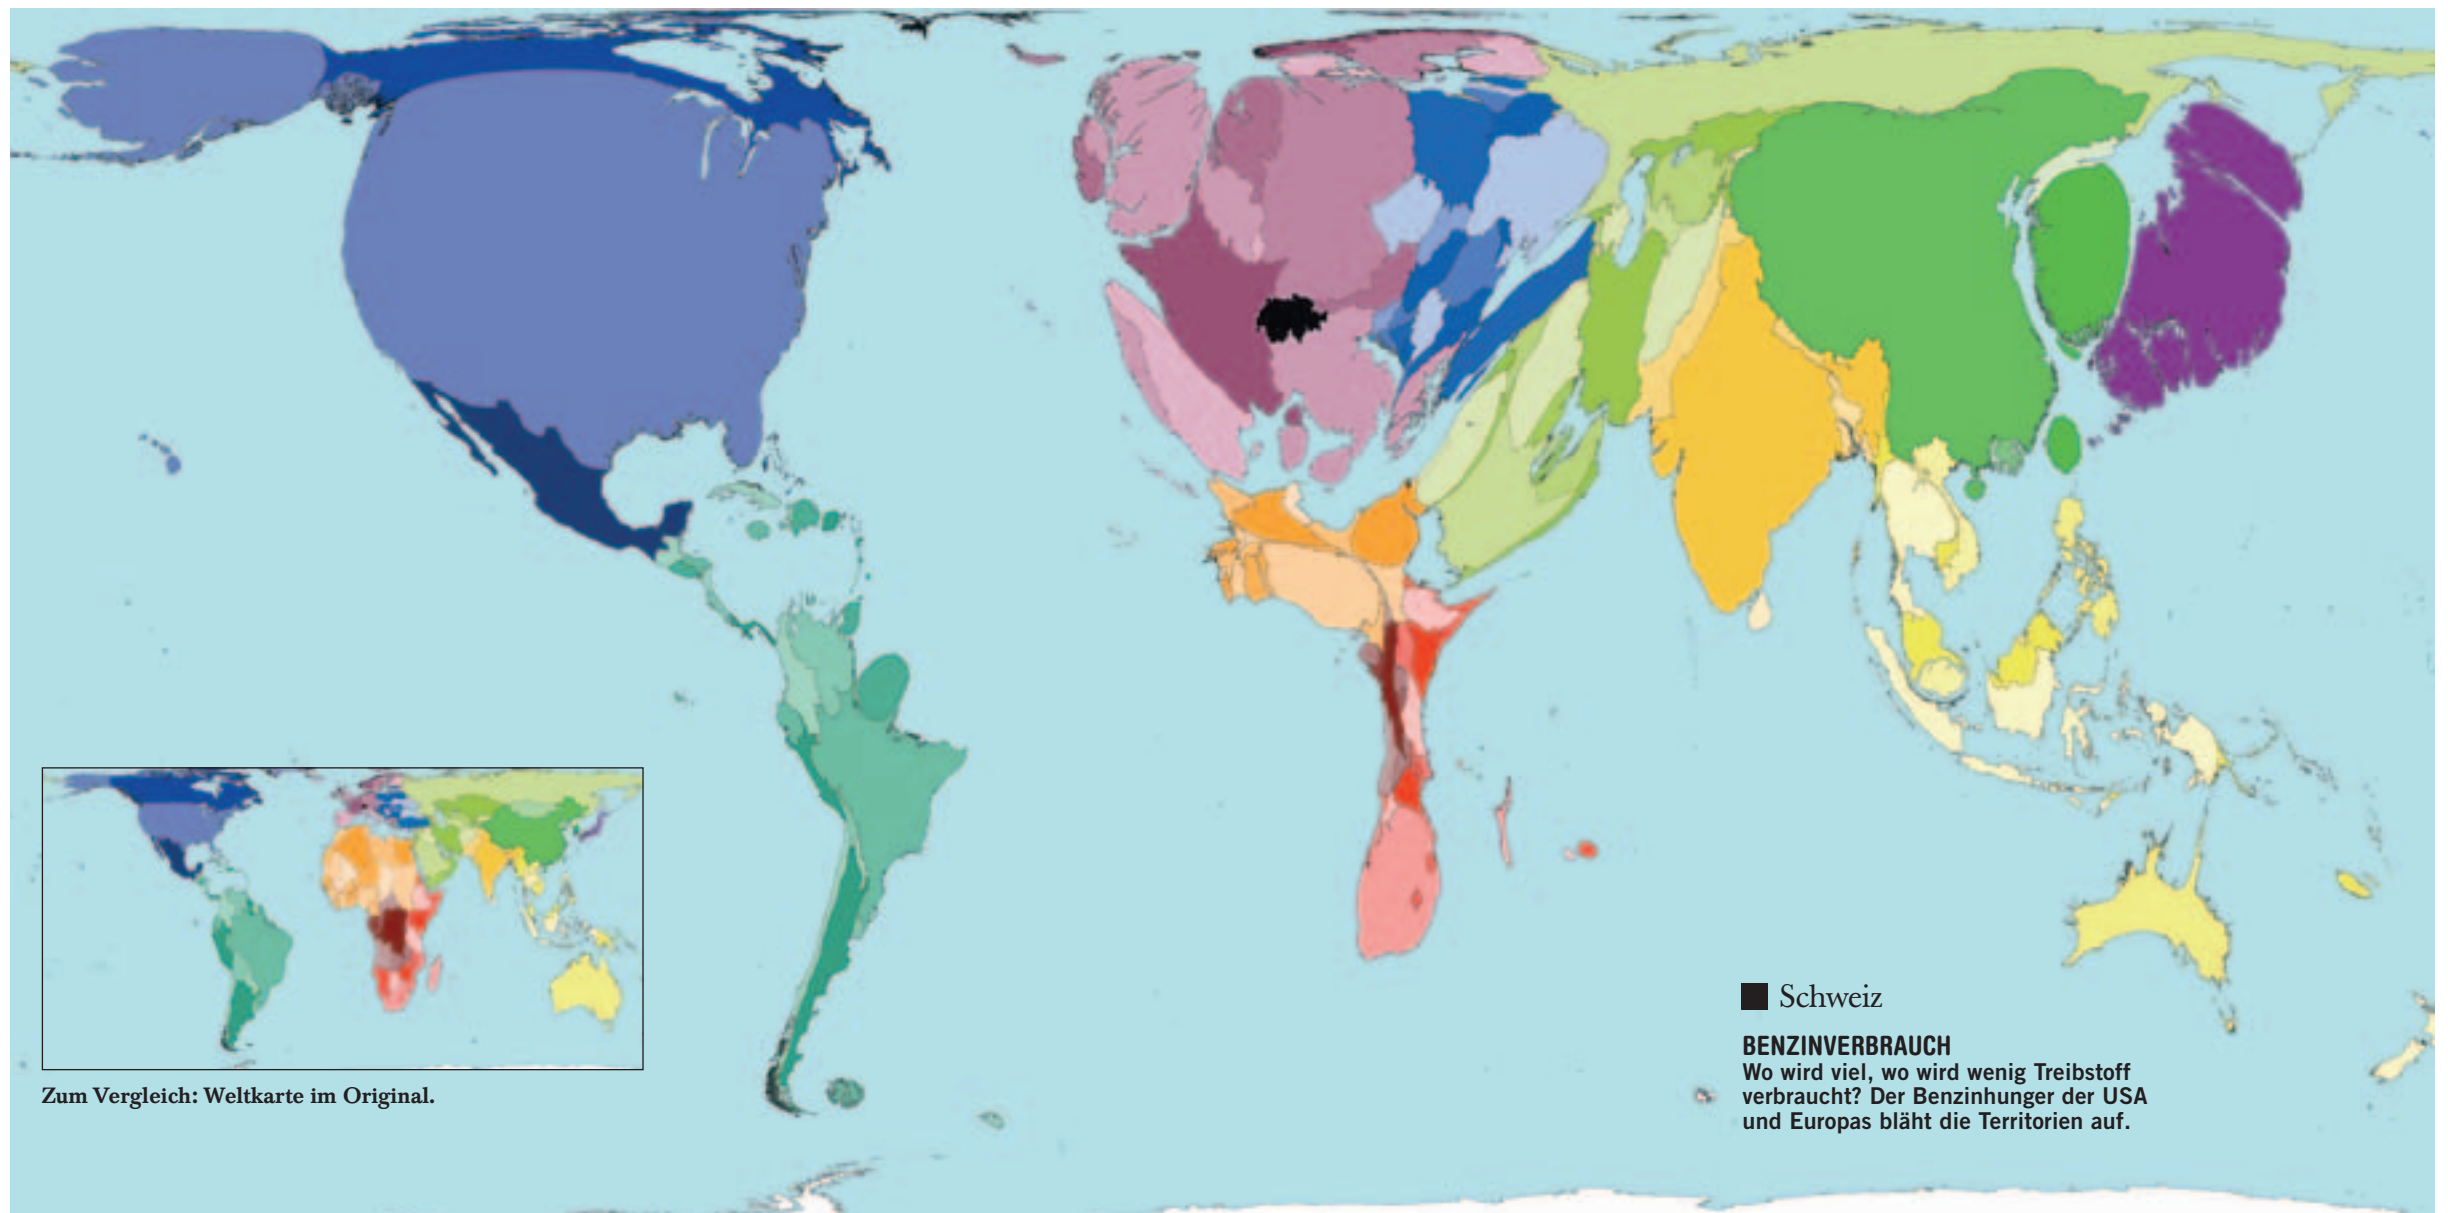 Schweiz
BENZINVERBRAUCH
Wo wird viel, wo wird wenig Treibstoff
verbraucht? Der Benzinhunger der USA
und Europas bläht die Territorien auf.
Zum Vergleich: Weltkarte im Original.